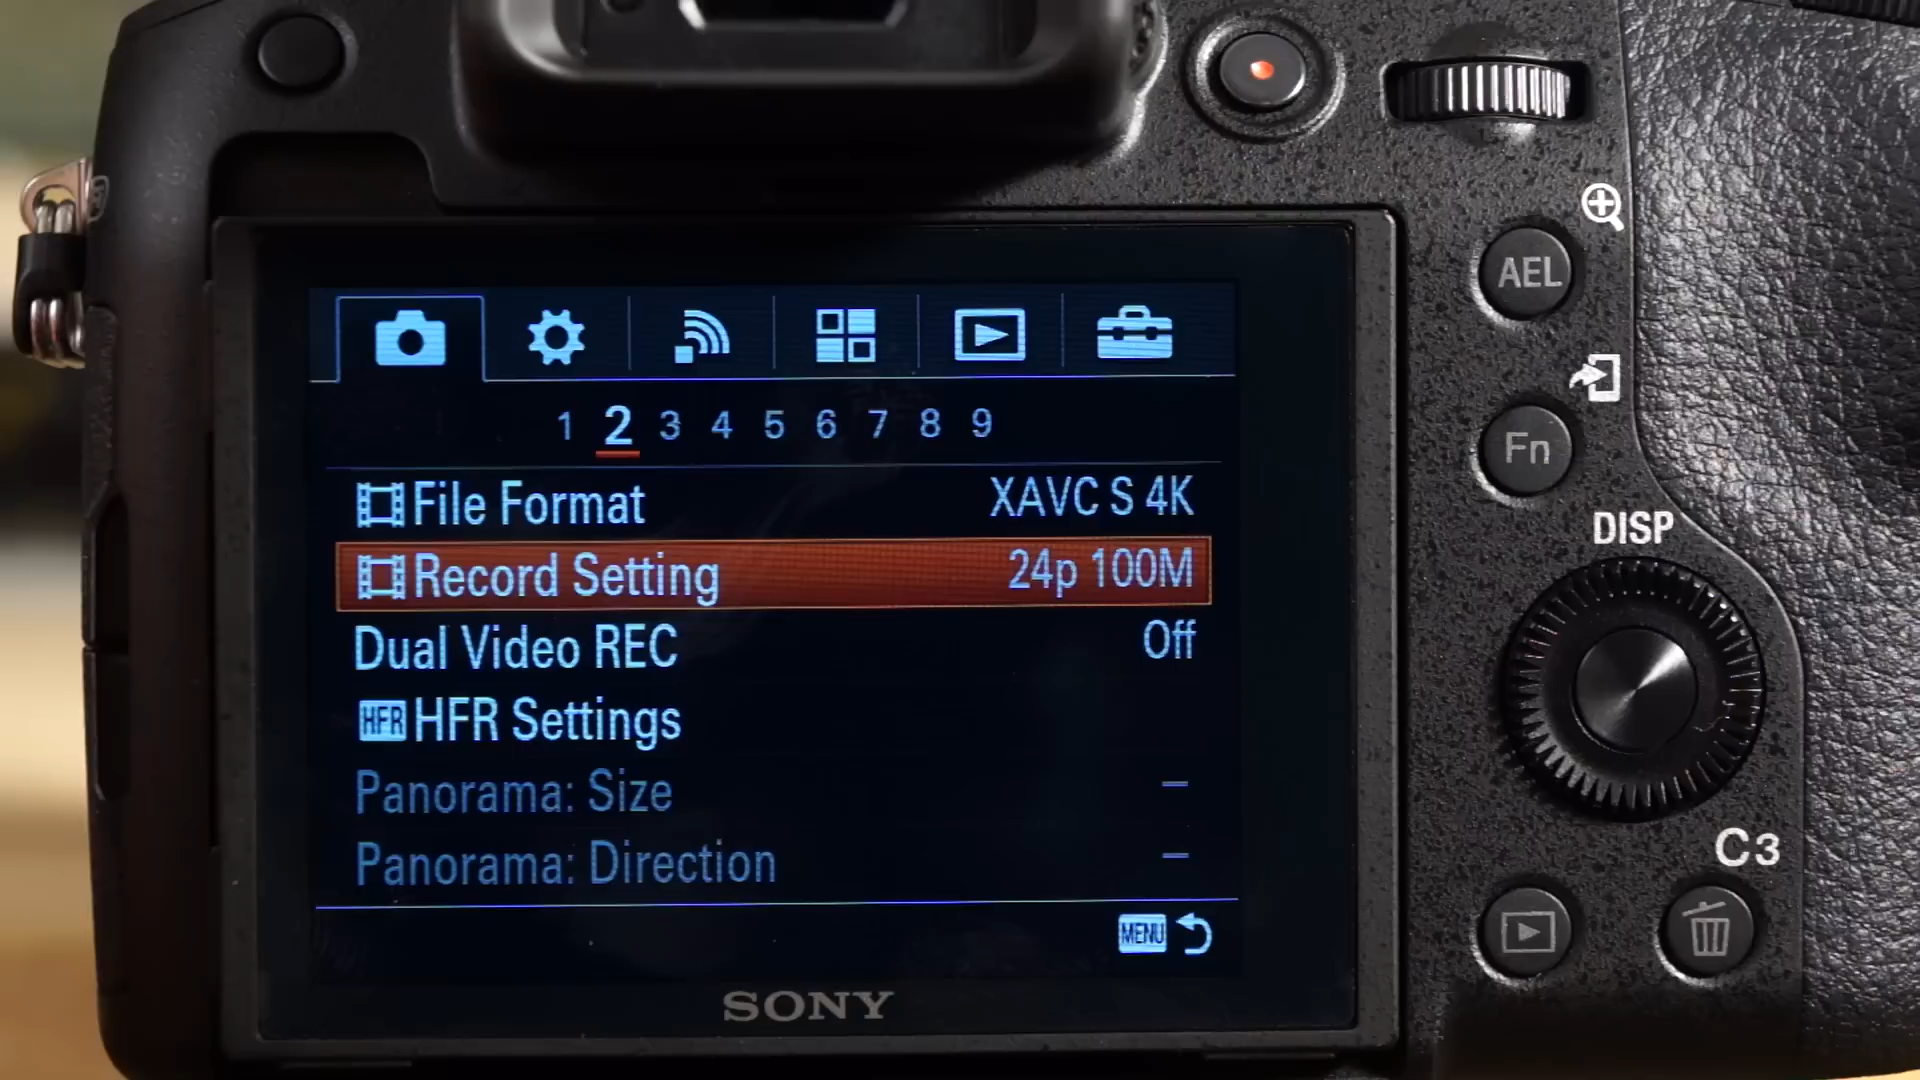 AEL
Fn
DISP
1 2 3 4 5 6 7 8 9
File Format XAVC S 4K
Record Setting 24p 100M
Dual Video REC Off
HFR HFR Settings
Panorama: Size –
Panorama: Direction –
C3
MENU
SONY